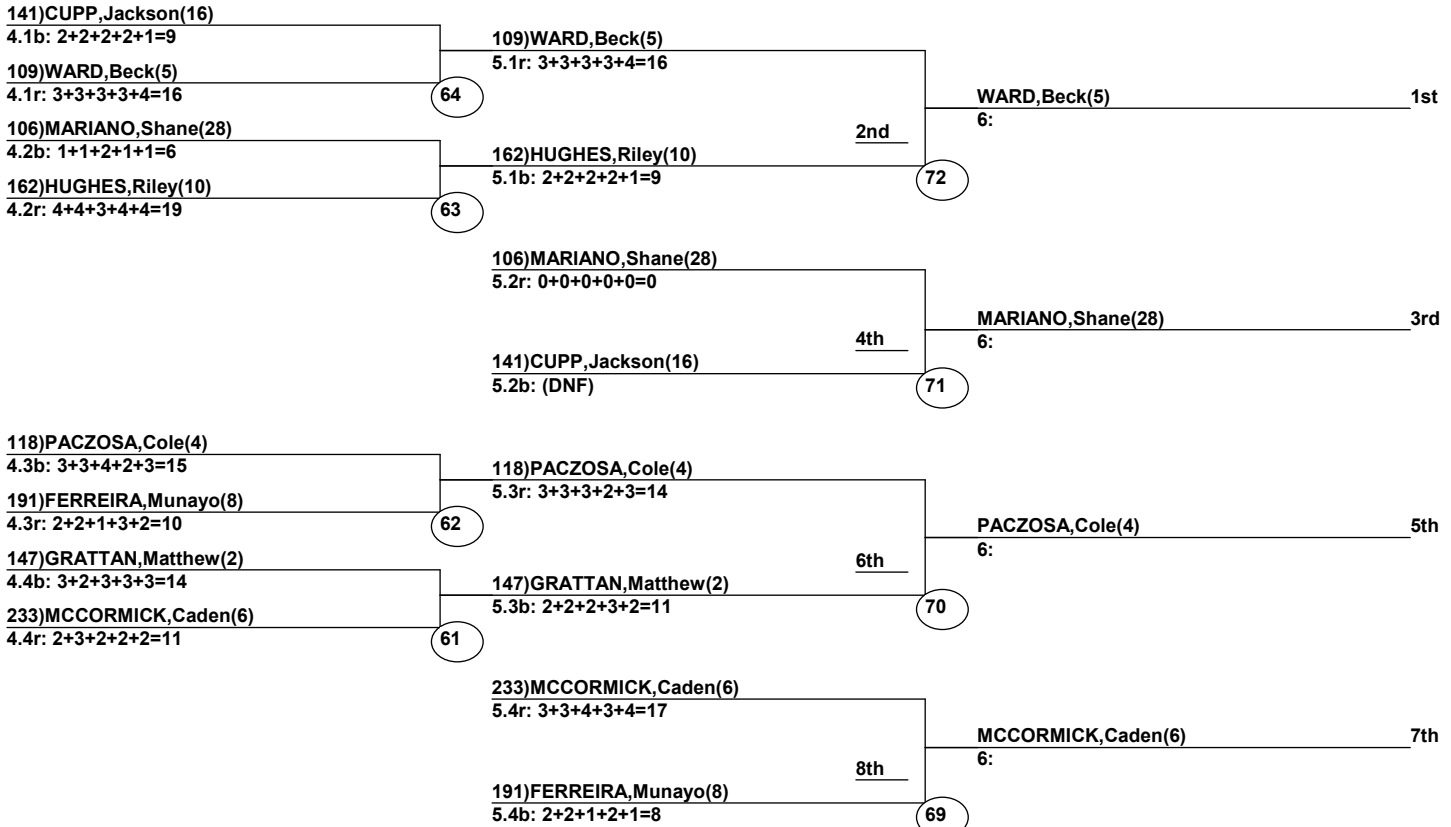 141)CUPP,Jackson(16)
4.1b: 2+2+2+2+1=9
109)WARD,Beck(5)
4.1r: 3+3+3+3+4=16
64
106)MARIANO,Shane(28)
4.2b: 1+1+2+1+1=6
162)HUGHES,Riley(10)
4.2r: 4+4+3+4+4=19
63
109)WARD,Beck(5)
5.1r: 3+3+3+3+4=16
162)HUGHES,Riley(10)
5.1b: 2+2+2+2+1=9
2nd
72
WARD,Beck(5) 1st
6:
106)MARIANO,Shane(28)
5.2r: 0+0+0+0+0=0
141)CUPP,Jackson(16)
5.2b: (DNF)
4th
71
MARIANO,Shane(28) 3rd
6:
118)PACZOSA,Cole(4)
4.3b: 3+3+4+2+3=15
191)FERREIRA,Munayo(8)
4.3r: 2+2+1+3+2=10
62
147)GRATTAN,Matthew(2)
4.4b: 3+2+3+3+3=14
233)MCCORMICK,Caden(6)
4.4r: 2+3+2+2+2=11
61
118)PACZOSA,Cole(4)
5.3r: 3+3+3+2+3=14
147)GRATTAN,Matthew(2)
5.3b: 2+2+2+3+2=11
6th
70
PACZOSA,Cole(4) 5th
6:
233)MCCORMICK,Caden(6)
5.4r: 3+3+4+3+4=17
191)FERREIRA,Munayo(8)
5.4b: 2+2+1+2+1=8
8th
69
MCCORMICK,Caden(6) 7th
6: